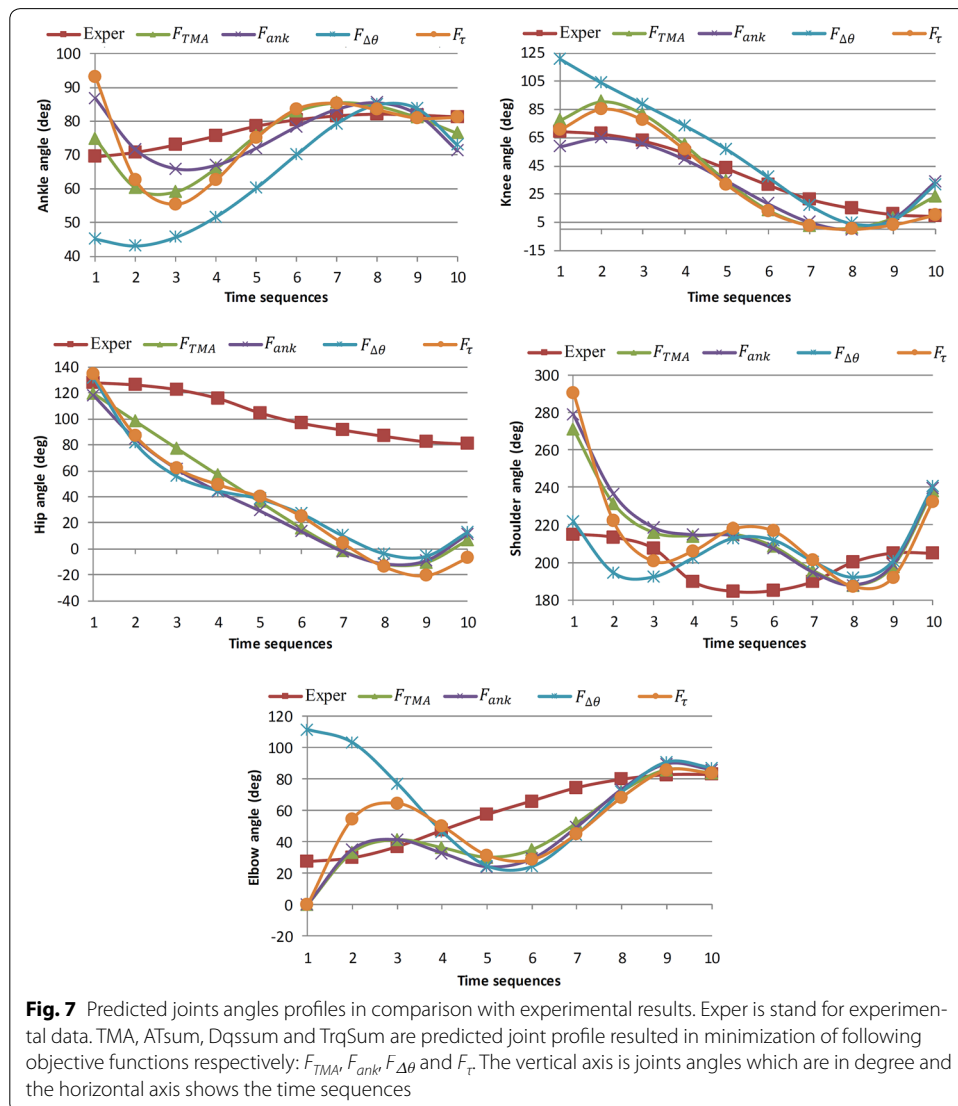 Exper F_TMA F_ank F_Δθ F_τ
100
90
80
70
60
50
40
Ankle angle (deg)
1 2 3 4 5 6 7 8 9 10
Time sequences
Exper F_TMA F_ank F_Δθ F_τ
125
105
85
65
45
25
5
-15
Knee angle (deg)
1 2 3 4 5 6 7 8 9 10
Time sequences
Exper F_TMA F_ank F_Δθ F_τ
140
120
100
80
60
40
20
0
-20
-40
Hip angle (deg)
1 2 3 4 5 6 7 8 9 10
Time sequences
Exper F_TMA F_ank F_Δθ F_τ
300
280
260
240
220
200
180
Shoulder angle (deg)
1 2 3 4 5 6 7 8 9 10
Time sequences
Exper F_TMA F_ank F_Δθ F_τ
120
100
80
60
40
20
0
-20
Elbow angle (deg)
1 2 3 4 5 6 7 8 9 10
Time sequences
Fig. 7 Predicted joints angles profiles in comparison with experimental results. Exper is stand for experimen-
tal data. TMA, ATsum, Dqssum and TrqSum are predicted joint profile resulted in minimization of following
objective functions respectively: F_TMA, F_ank, F_Δθ and F_τ. The vertical axis is joints angles which are in degree and
the horizontal axis shows the time sequences